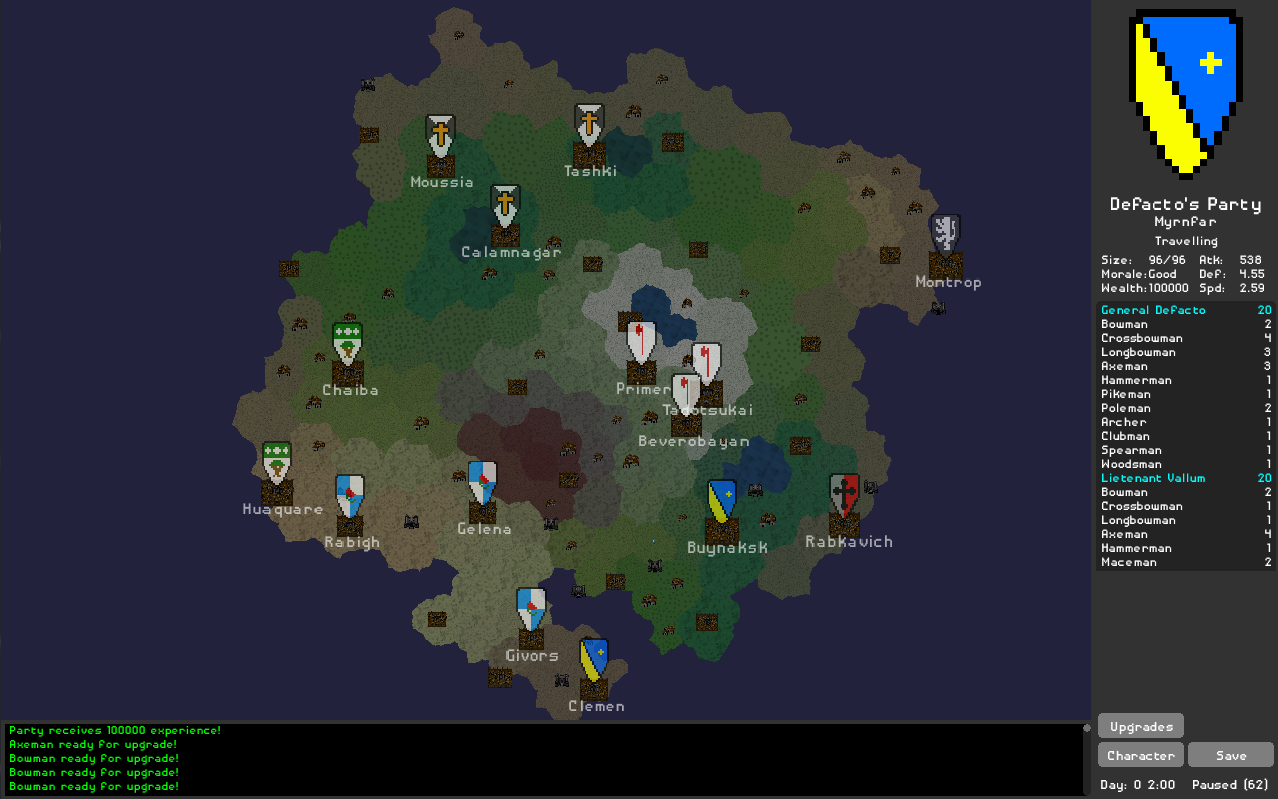 Moussia
Tashki
Calamnagar
Montrop
Chaiba
Primer
Tadotsukai
Beverobayan
Huaquare
Rabigh
Gelena
Buynaksk
Rabkavich
Givors
Clemen
Party receives 100000 experience!
Axeman ready for upgrade!
Bowman ready for upgrade!
Bowman ready for upgrade!
Bowman ready for upgrade!
Defacto's Party
Myrnfar
Travelling
Size: 96/96 Atk: 538
Morale:Good Def: 4.55
Wealth:100000 Spd: 2.59
General Defacto 20
Bowman 2
Crossbowman 4
Longbowman 3
Axeman 3
Hammerman 1
Pikeman 1
Poleman 2
Archer 1
Clubman 1
Spearman 1
Woodsman 1
Lietenant Vallum 20
Bowman 2
Crossbowman 1
Longbowman 1
Axeman 4
Hammerman 1
Maceman 2
Upgrades
Character Save
Day: 0 2:00 Paused (62)